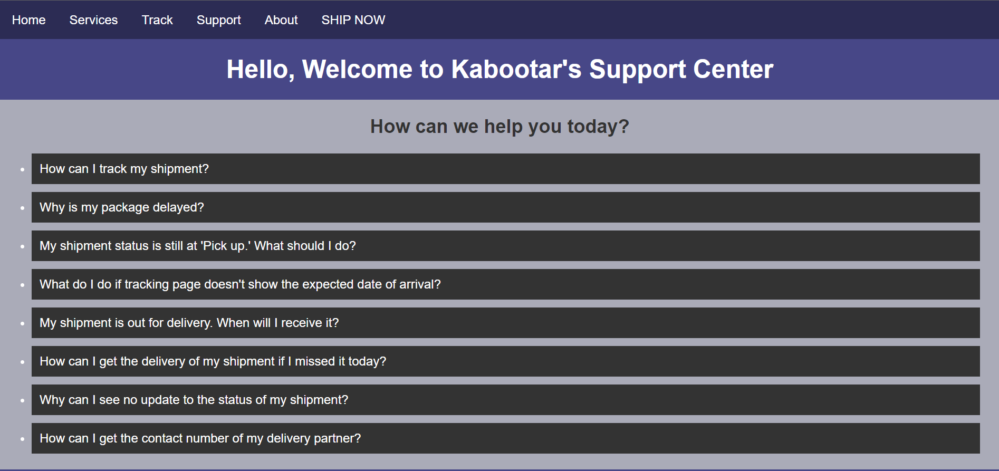 Home Services Track Support About SHIP NOW
Hello, Welcome to Kabootar's Support Center
How can we help you today?
How can I track my shipment?
Why is my package delayed?
My shipment status is still at 'Pick up.' What should I do?
What do I do if tracking page doesn't show the expected date of arrival?
My shipment is out for delivery. When will I receive it?
How can I get the delivery of my shipment if I missed it today?
Why can I see no update to the status of my shipment?
How can I get the contact number of my delivery partner?